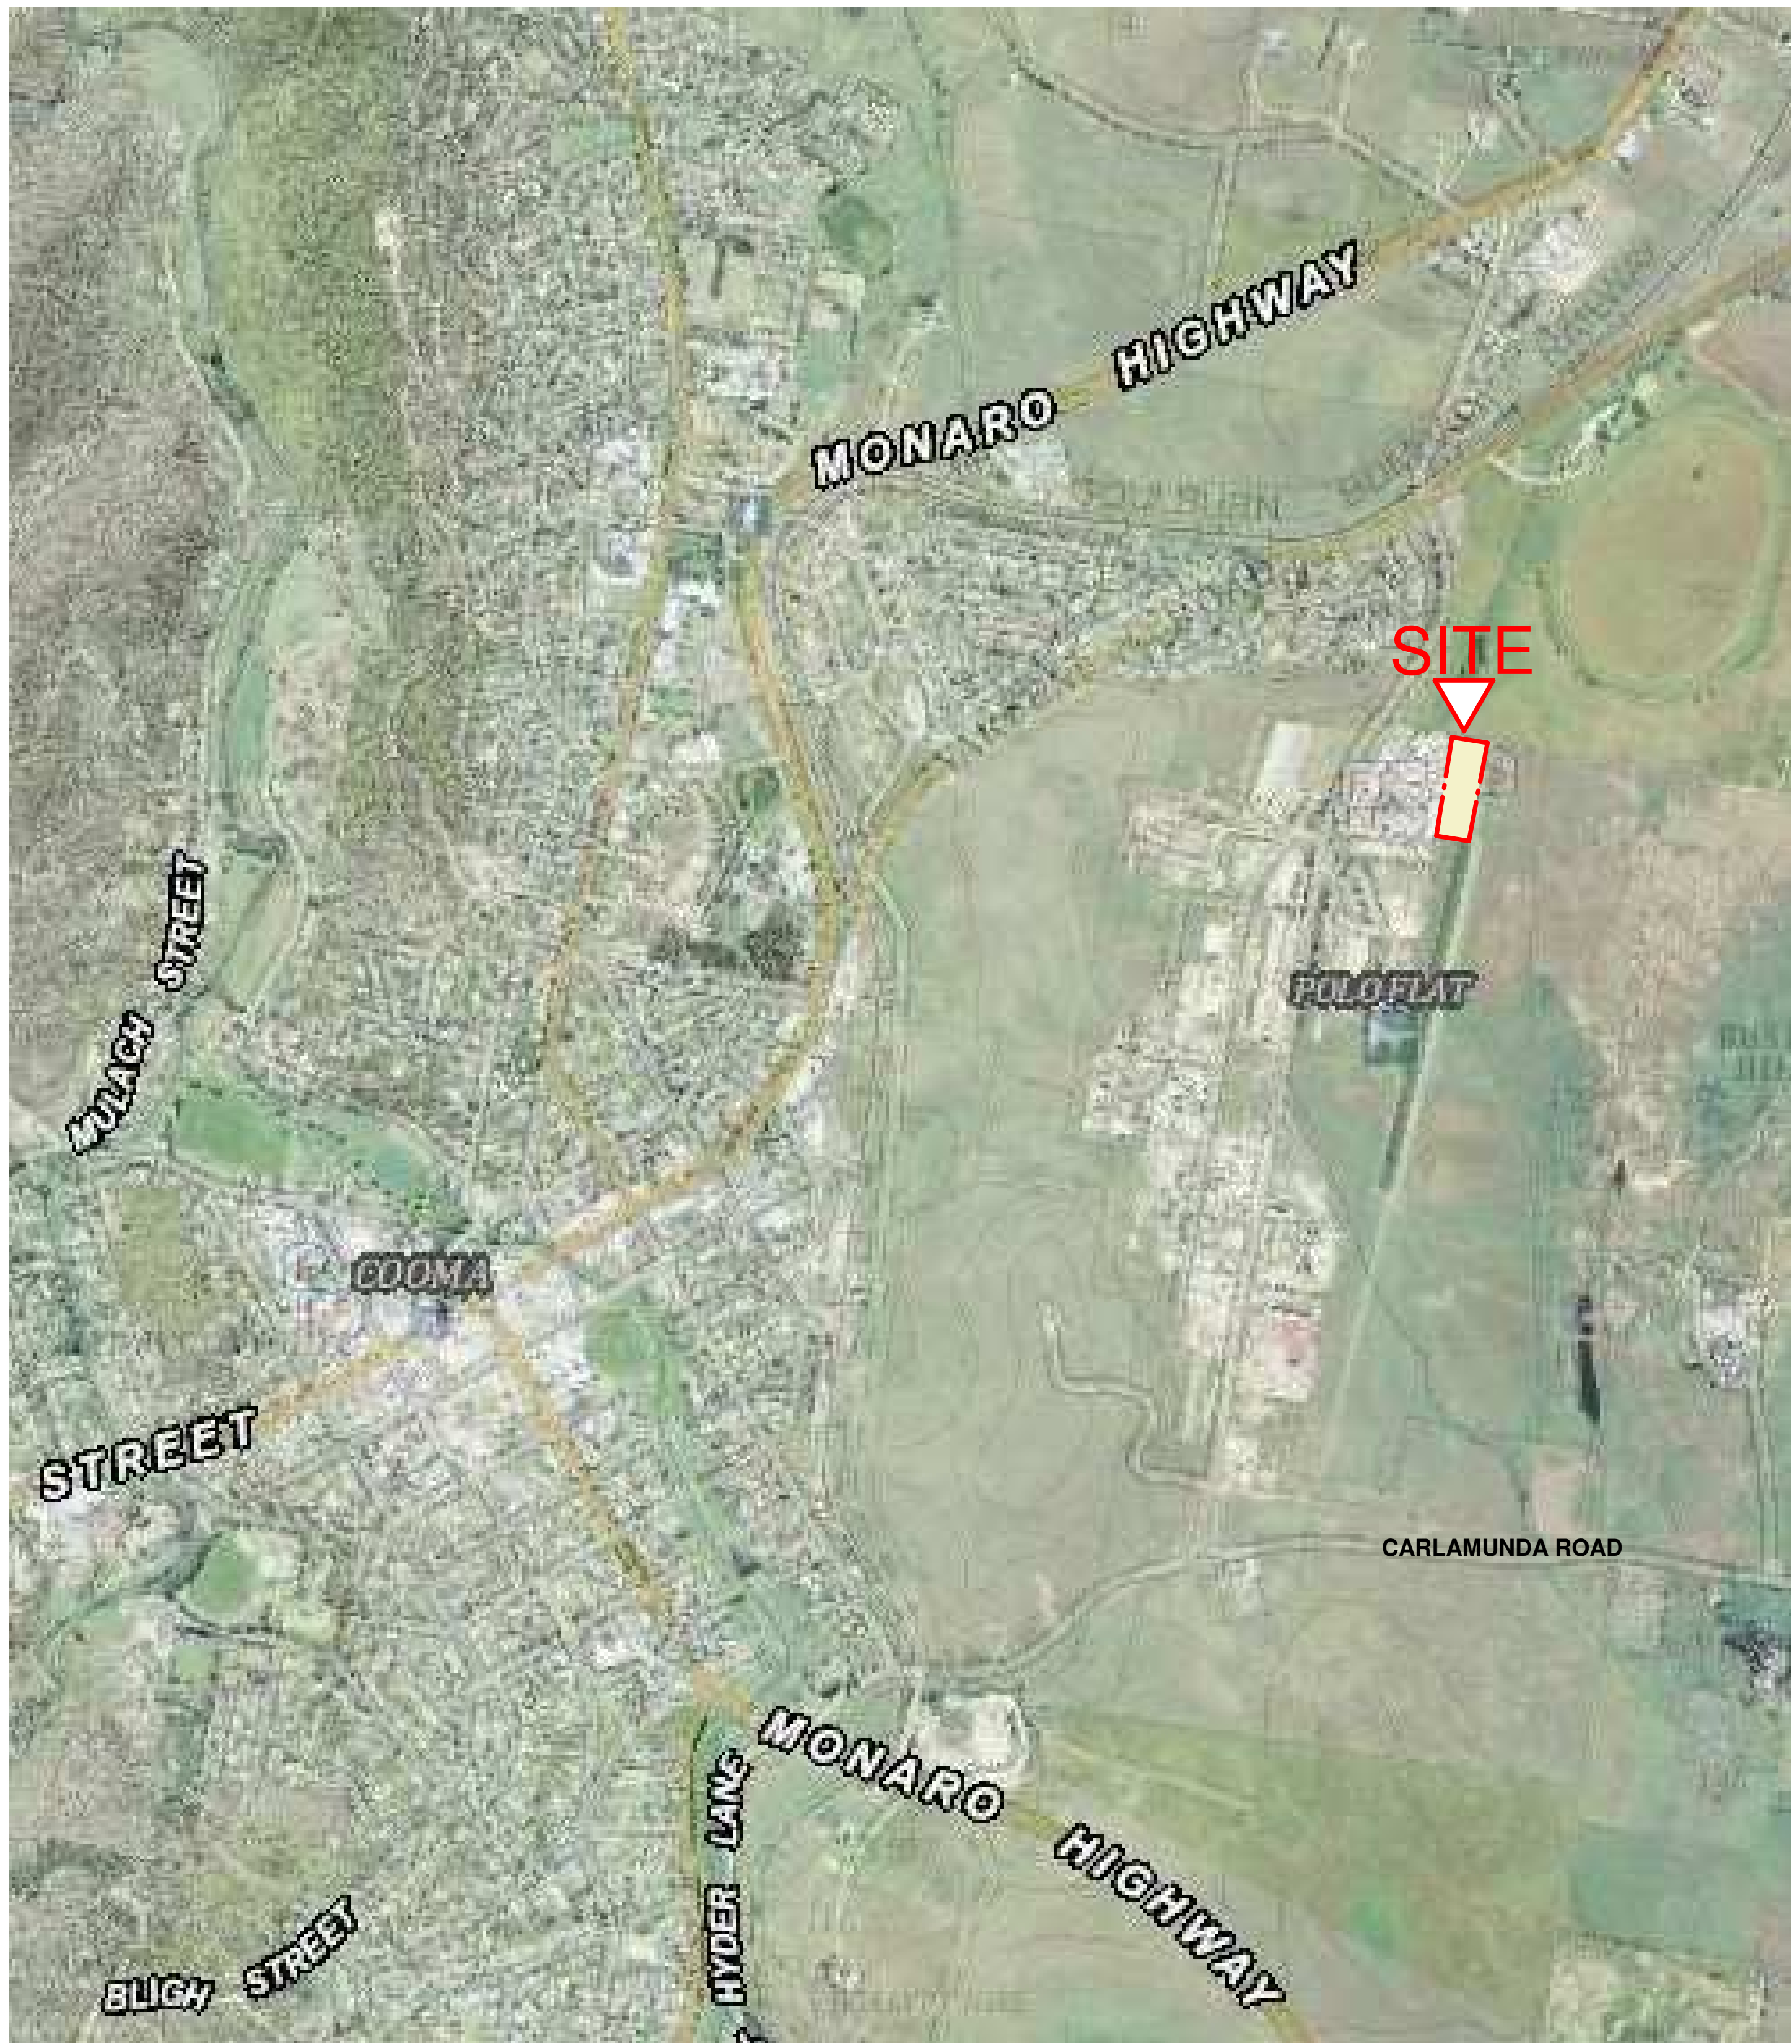 MONARO HIGHWAY
SITE
MULACH STREET
POLO FLAT
COOMA
STREET
CARLAMUNDA ROAD
MONARO HIGHWAY
HYDER LANE
BLIGH STREET